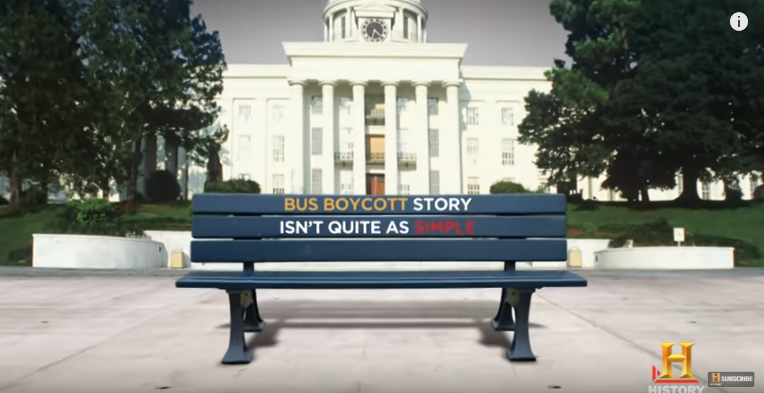 BUS BOYCOTT STORY
ISN'T QUITE AS SIMPLE
H
HISTORY
H SUBSCRIBE